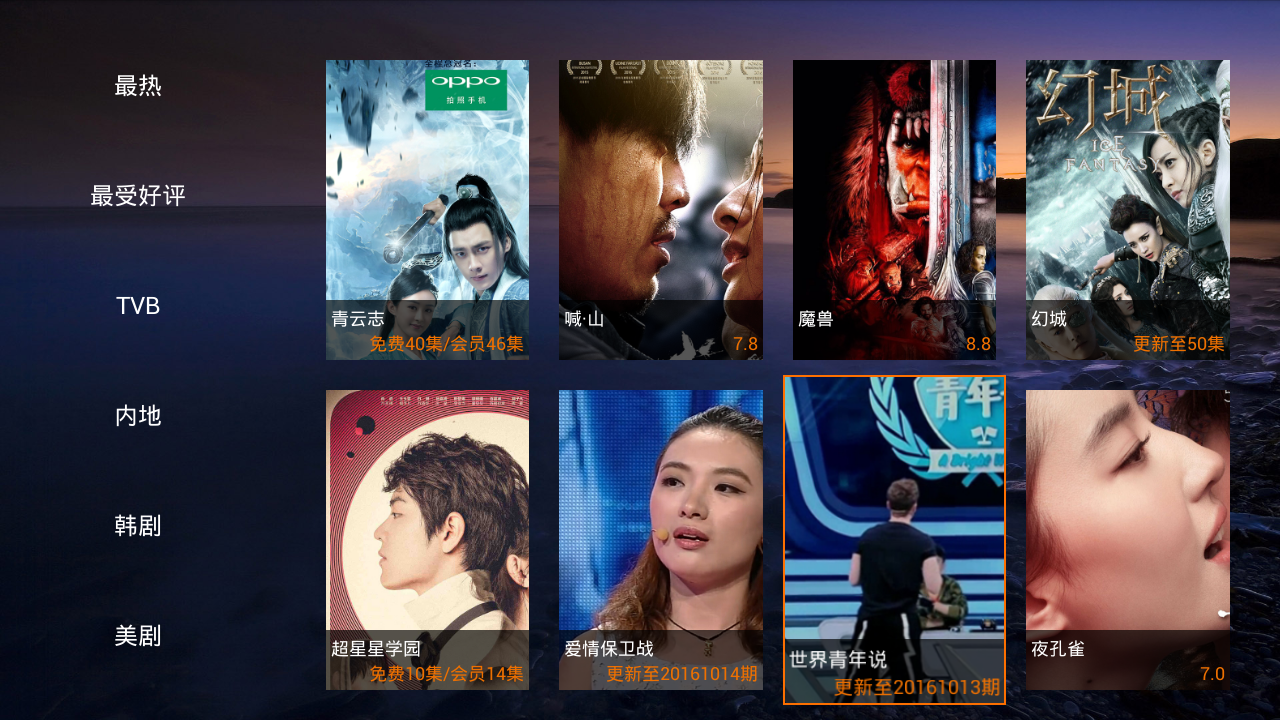 最热
最受好评
TVB
内地
韩剧
美剧
oppo
拍照手机
青云志
免费40集/会员46集
喊·山
7.8
魔兽
8.8
幻城
ICE
FANTASY
幻城
更新至50集
超星星学园
免费10集/会员14集
爱情保卫战
更新至20161014期
青年
A Bright
世界青年说
更新至20161013期
夜孔雀
7.0